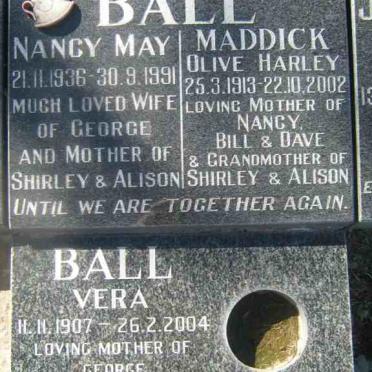 BALL
NANCY MAY
21.11.1936-30.9.1991
MUCH LOVED WIFE
OF GEORGE
AND MOTHER OF
SHIRLEY & ALISON
MADDICK
OLIVE HARLEY
25.3.1913-22.10.2002
LOVING MOTHER OF
NANCY,
BILL & DAVE
& GRANDMOTHER OF
SHIRLEY & ALISON
UNTIL WE ARE TOGETHER AGAIN.
BALL
VERA
11.11.1907 - 26.2.2004
LOVING MOTHER OF
GEORGE